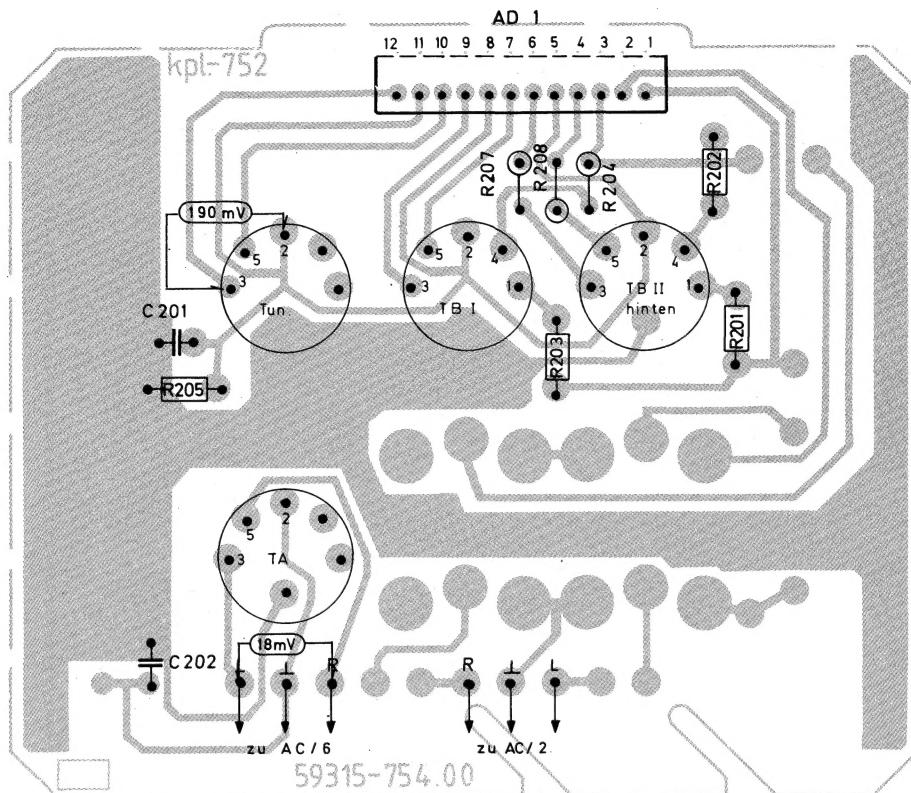 AD 1
12 11 10 9 8 7 6 5 4 3 2 1
kpl-752
R207
R208
R204
R202
190 mV
5 2
3
Tun
5 2 4
3 1
TB I
5 2 4
3 1
TB II
hinten
C 201
R205
R203
R201
5 2
3
TA
18mV
C 202
L ⊥ R
R ⊥ L
zu AC/6
zu AC/2
59315-754.00